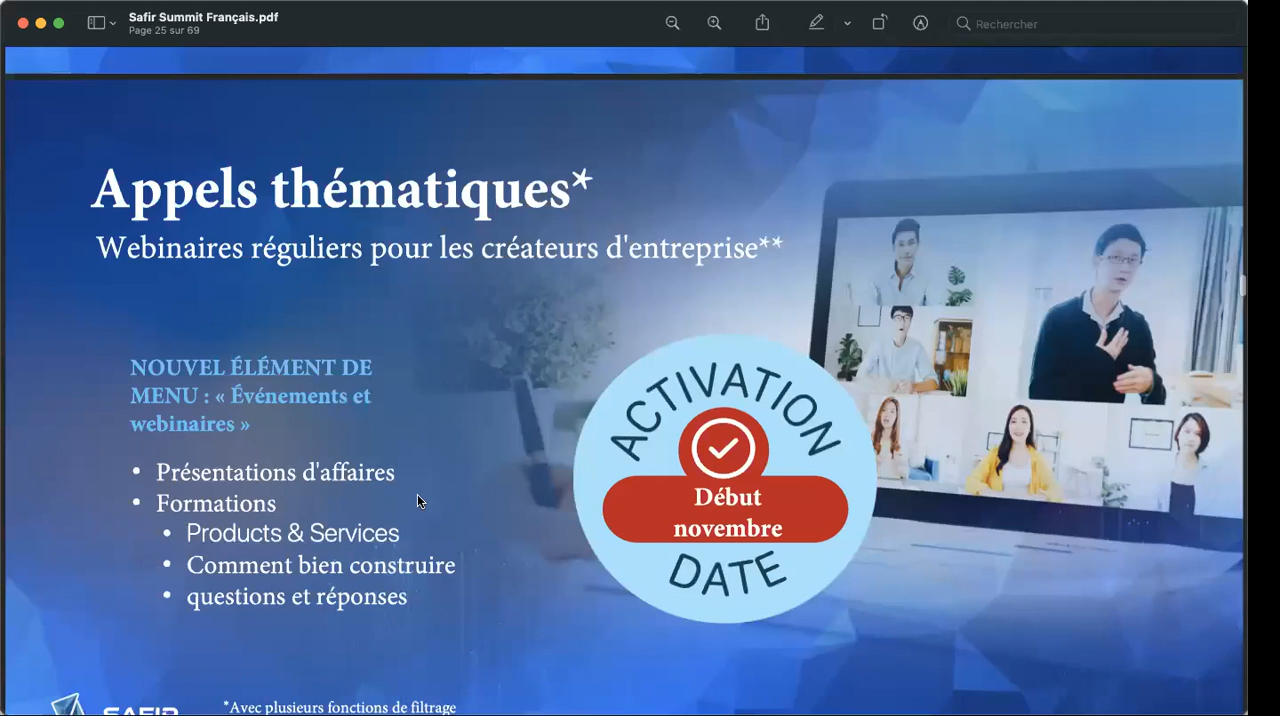 Safir Summit Français.pdf
Page 25 sur 69
Rechercher
Appels thématiques*
Webinaires réguliers pour les créateurs d'entreprise**
NOUVEL ÉLÉMENT DE
MENU : « Événements et
webinaires »
• Présentations d'affaires
• Formations
• Products & Services
• Comment bien construire
• questions et réponses
ACTIVATION
Début
novembre
DATE
SAFIR
*Avec plusieurs fonctions de filtrage